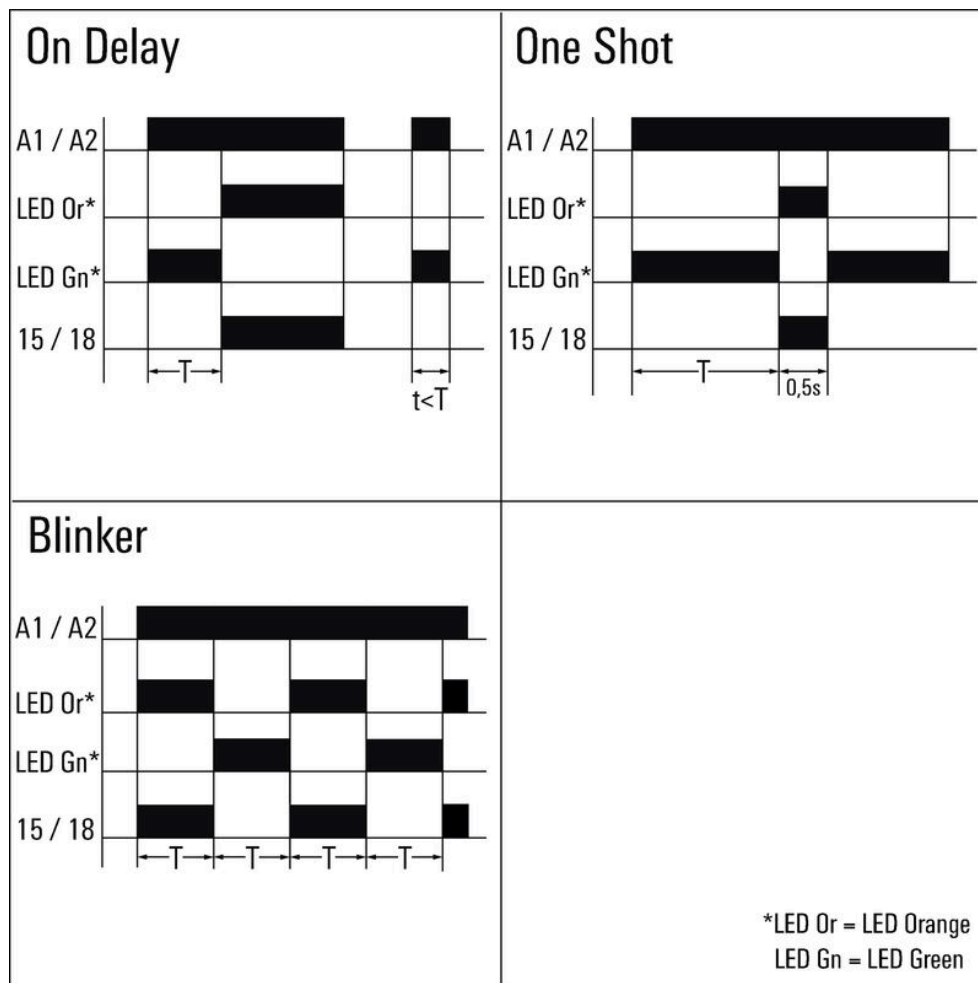 On Delay
A1 / A2
LED Or*
LED Gn*
15 / 18
T
t<T
One Shot
A1 / A2
LED Or*
LED Gn*
15 / 18
T
0,5s
Blinker
A1 / A2
LED Or*
LED Gn*
15 / 18
T T T T
*LED Or = LED Orange
LED Gn = LED Green